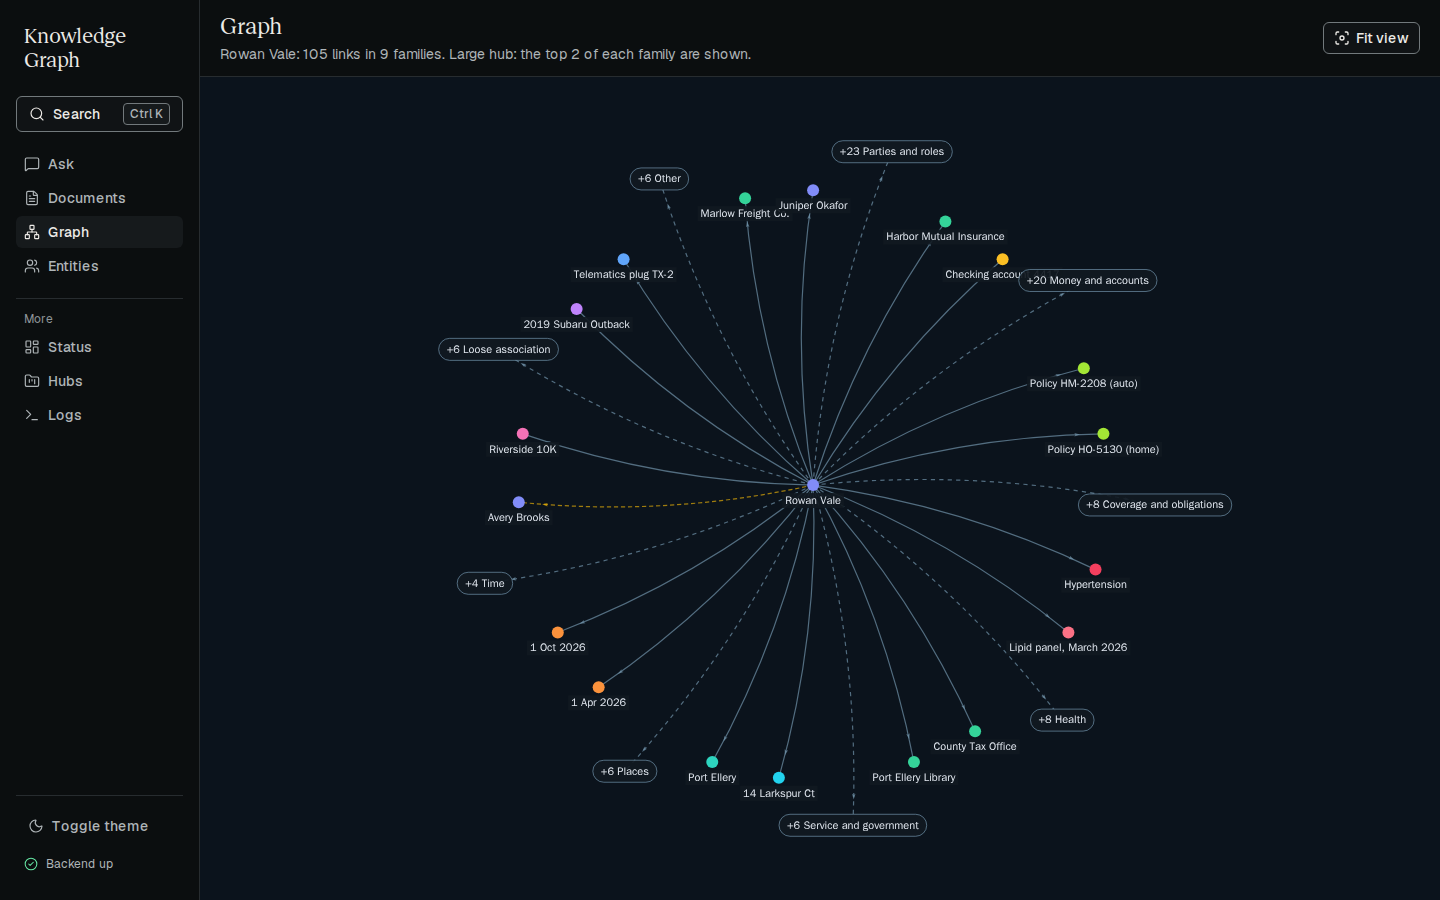 Knowledge
Graph
Search
Ctrl K
Ask
Documents
Graph
Entities
More
Status
Hubs
Logs
Toggle theme
Backend up
Graph
Rowan Vale: 105 links in 9 families. Large hub: the top 2 of each family are shown.
Fit view
+23 Parties and roles
+6 Other
Marlow Freight Co.
Juniper Okafor
Harbor Mutual Insurance
Telematics plug TX-2
Checking
+20 Money and accounts
2019 Subaru Outback
+6 Loose association
Policy HM-2208 (auto)
Riverside 10K
Policy HO-5130 (home)
Rowan Vale
+8 Coverage and obligations
Avery Brooks
+4 Time
Hypertension
1 Oct 2026
Lipid panel, March 2026
1 Apr 2026
+8 Health
County Tax Office
+6 Places
Port Ellery
14 Larkspur Ct
Port Ellery Library
+6 Service and government